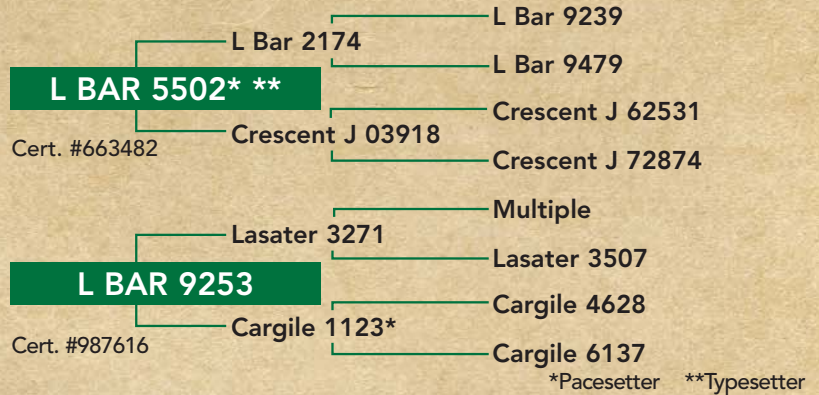 L Bar 9239
L Bar 2174
L Bar 9479
L BAR 5502* **
Crescent J 62531
Cert. #663482
Crescent J 03918
Crescent J 72874
Multiple
Lasater 3271
Lasater 3507
L BAR 9253
Cargile 4628
Cert. #987616
Cargile 1123*
Cargile 6137
*Pacesetter **Typesetter